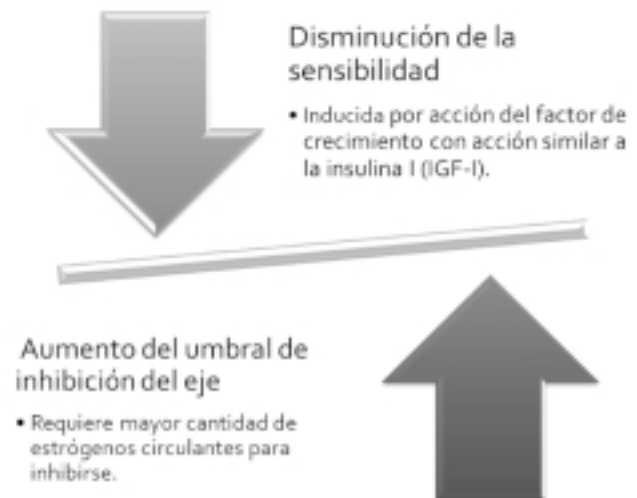 Disminución de la
sensibilidad
• Inducida por acción del factor de
crecimiento con acción similar a
la insulina I (IGF-I).
Aumento del umbral de
inhibición del eje
• Requiere mayor cantidad de
estrógenos circulantes para
inhibirse.